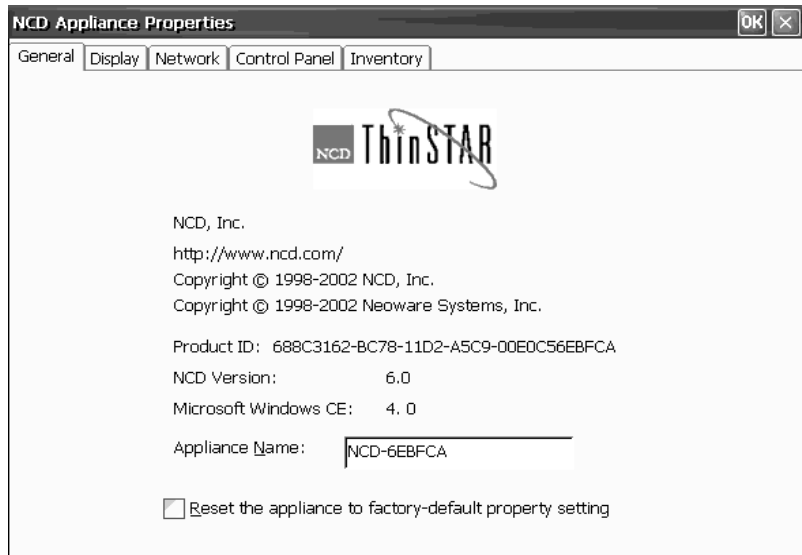 NCD Appliance Properties OK
General Display Network Control Panel Inventory
NCD ThinSTAR
NCD, Inc.
http://www.ncd.com/
Copyright © 1998-2002 NCD, Inc.
Copyright © 1998-2002 Neoware Systems, Inc.
Product ID: 688C3162-BC78-11D2-A5C9-00E0C56EBFCA
NCD Version: 6.0
Microsoft Windows CE: 4. 0
Appliance Name: NCD-6EBFCA
Reset the appliance to factory-default property setting